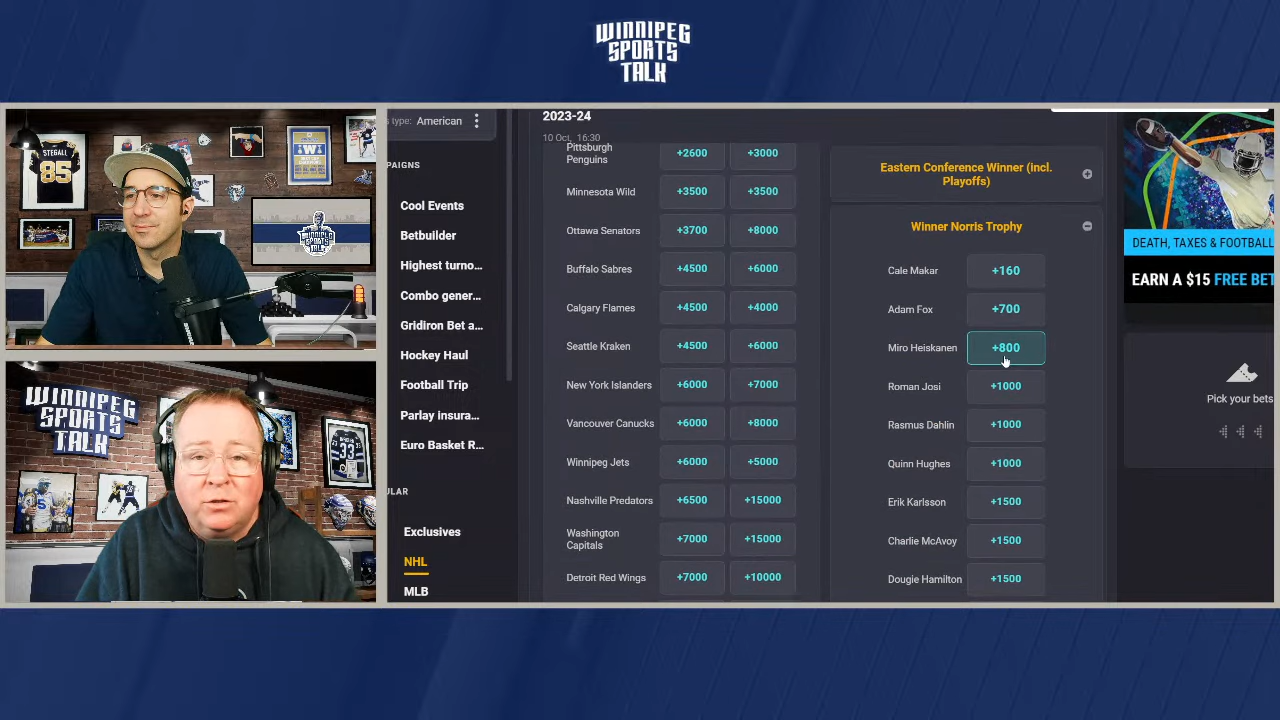 WINNIPEG
SPORTS
TALK
STEGALL
85
W
WINNIPEG
SPORTS
TALK
WINNIPEG
SPORTS
TALK
33
s type: American
PAIGNS
Cool Events
Betbuilder
Highest turno...
Combo gener...
Gridiron Bet a...
Hockey Haul
Football Trip
Parlay insura...
Euro Basket R...
ULAR
Exclusives
NHL
MLB
2023-24
10 Oct, 16:30
Pittsburgh
Penguins +2600 +3000
Minnesota Wild +3500 +3500
Ottawa Senators +3700 +8000
Buffalo Sabres +4500 +6000
Calgary Flames +4500 +4000
Seattle Kraken +4500 +6000
New York Islanders +6000 +7000
Vancouver Canucks +6000 +8000
Winnipeg Jets +6000 +5000
Nashville Predators +6500 +15000
Washington
Capitals +7000 +15000
Detroit Red Wings +7000 +10000
Eastern Conference Winner (incl.
Playoffs)
Winner Norris Trophy
Cale Makar +160
Adam Fox +700
Miro Heiskanen +800
Roman Josi +1000
Rasmus Dahlin +1000
Quinn Hughes +1000
Erik Karlsson +1500
Charlie McAvoy +1500
Dougie Hamilton +1500
DEATH, TAXES & FOOTBALL
EARN A $15 FREE BET
Pick your bets